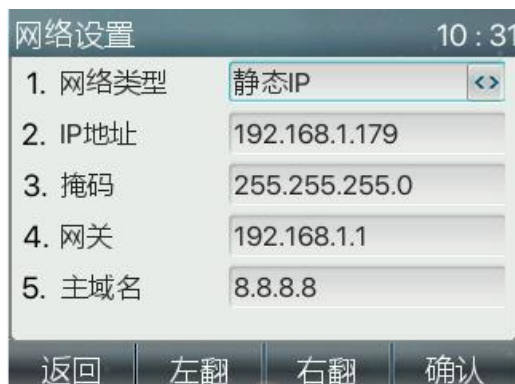 网络设置 10 : 31
1. 网络类型 静态IP <>
2. IP地址 192.168.1.179
3. 掩码 255.255.255.0
4. 网关 192.168.1.1
5. 主域名 8.8.8.8
返回 左翻 右翻 确认